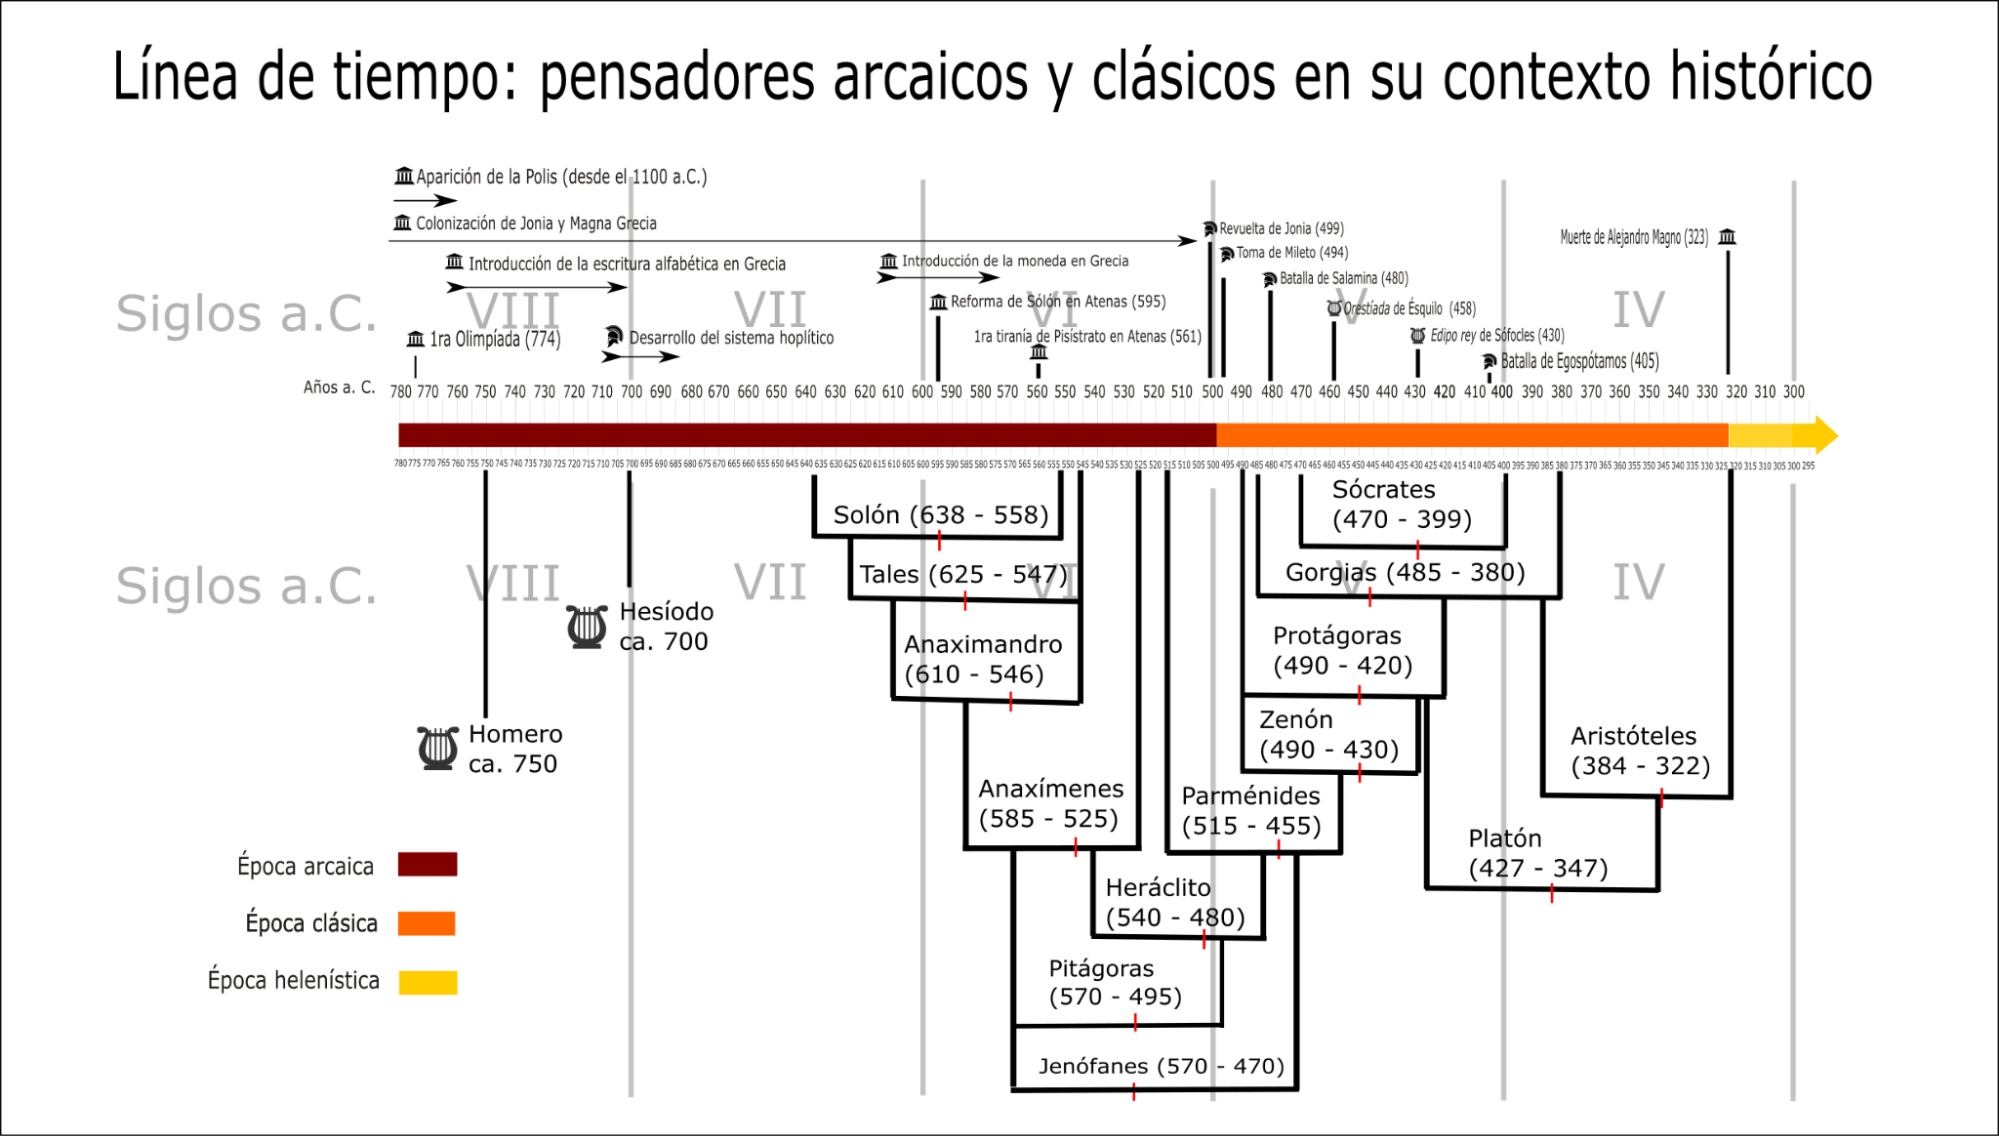 Línea de tiempo: pensadores arcaicos y clásicos en su contexto histórico
Aparición de la Polis (desde el 1100 a.C.)
Colonización de Jonia y Magna Grecia
Revuelta de Jonia (499)
Muerte de Alejandro Magno (323)
Toma de Mileto (494)
Introducción de la escritura alfabética en Grecia
Introducción de la moneda en Grecia
Batalla de Salamina (480)
Reforma de Sólón en Atenas (595)
Orestíada de Ésquilo (458)
Siglos a.C. VIII VII VI V IV
1ra Olimpíada (774)
Desarrollo del sistema hoplítico
1ra tiranía de Pisístrato en Atenas (561)
Edipo rey de Sófocles (430)
Batalla de Egospótamos (405)
Años a. C. 780 770 760 750 740 730 720 710 700 690 680 670 660 650 640 630 620 610 600 590 580 570 560 550 540 530 520 510 500 490 480 470 460 450 440 430 420 410 400 390 380 370 360 350 340 330 320 310 300
780 775 770 765 760 755 750 745 740 735 730 725 720 715 710 705 700 695 690 685 680 675 670 665 660 655 650 645 640 635 630 625 620 615 610 605 600 595 590 585 580 575 570 565 560 555 550 545 540 535 530 525 520 515 510 505 500 495 490 485 480 475 470 465 460 455 450 445 440 435 430 425 420 415 410 405 400 395 390 385 380 375 370 365 360 355 350 345 340 335 330 325 320 315 310 305 300 295
Sócrates
(470 - 399)
Solón (638 - 558)
Gorgias (485 - 380)
Tales (625 - 547)
Siglos a.C. VIII VII VI V IV
Hesíodo
ca. 700
Protágoras
(490 - 420)
Anaximandro
(610 - 546)
Zenón
(490 - 430)
Homero
ca. 750
Aristóteles
(384 - 322)
Anaxímenes
(585 - 525)
Parménides
(515 - 455)
Platón
(427 - 347)
Época arcaica
Heráclito
(540 - 480)
Época clásica
Pitágoras
(570 - 495)
Época helenística
Jenófanes (570 - 470)